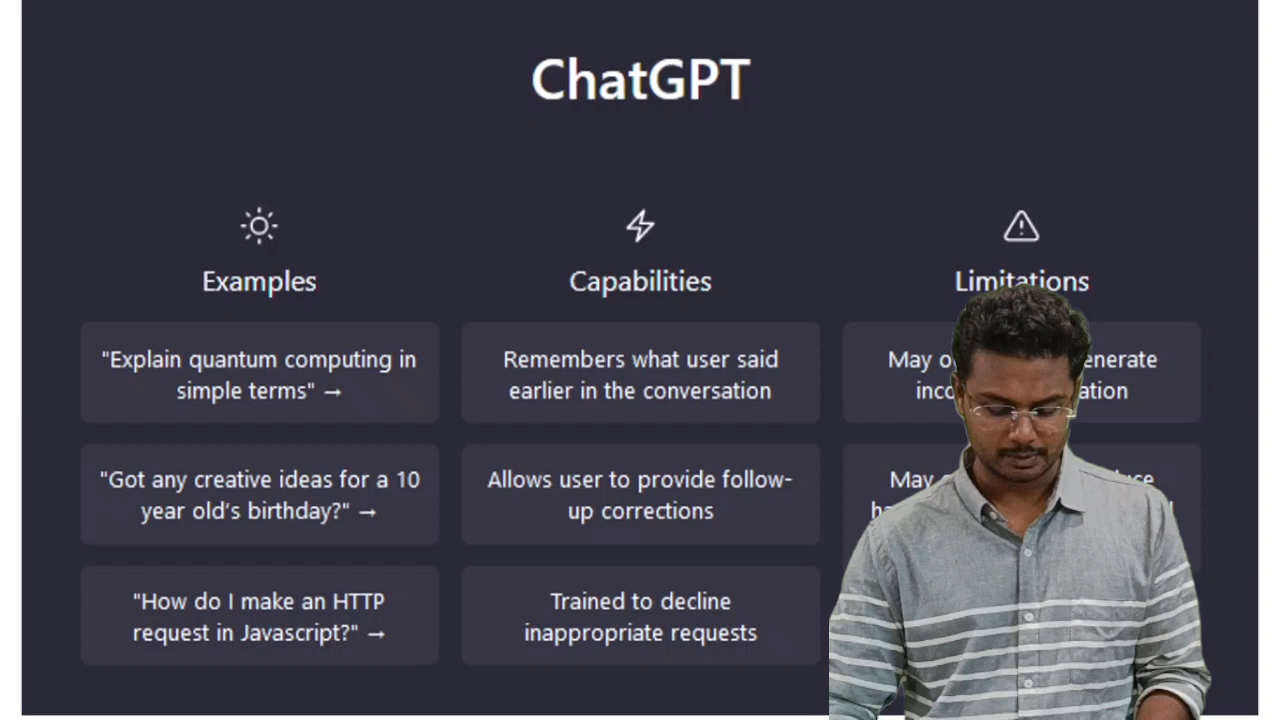 ChatGPT
Examples
Capabilities
Limitations
"Explain quantum computing in
simple terms" →
Remembers what user said
earlier in the conversation
May
"Got any creative ideas for a 10
year old's birthday?" →
Allows user to provide follow-
up corrections
May
"How do I make an HTTP
request in Javascript?" →
Trained to decline
inappropriate requests